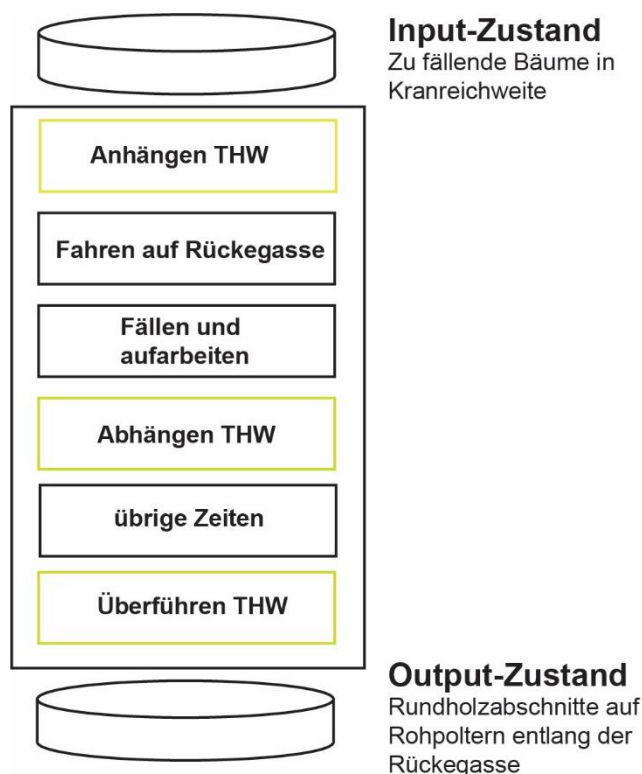 Input-Zustand
Zu fällende Bäume in
Kranreichweite
Anhängen THW
Fahren auf Rückegasse
Fällen und
aufarbeiten
Abhängen THW
übrige Zeiten
Überführen THW
Output-Zustand
Rundholzabschnitte auf
Rohpoltern entlang der
Rückegasse